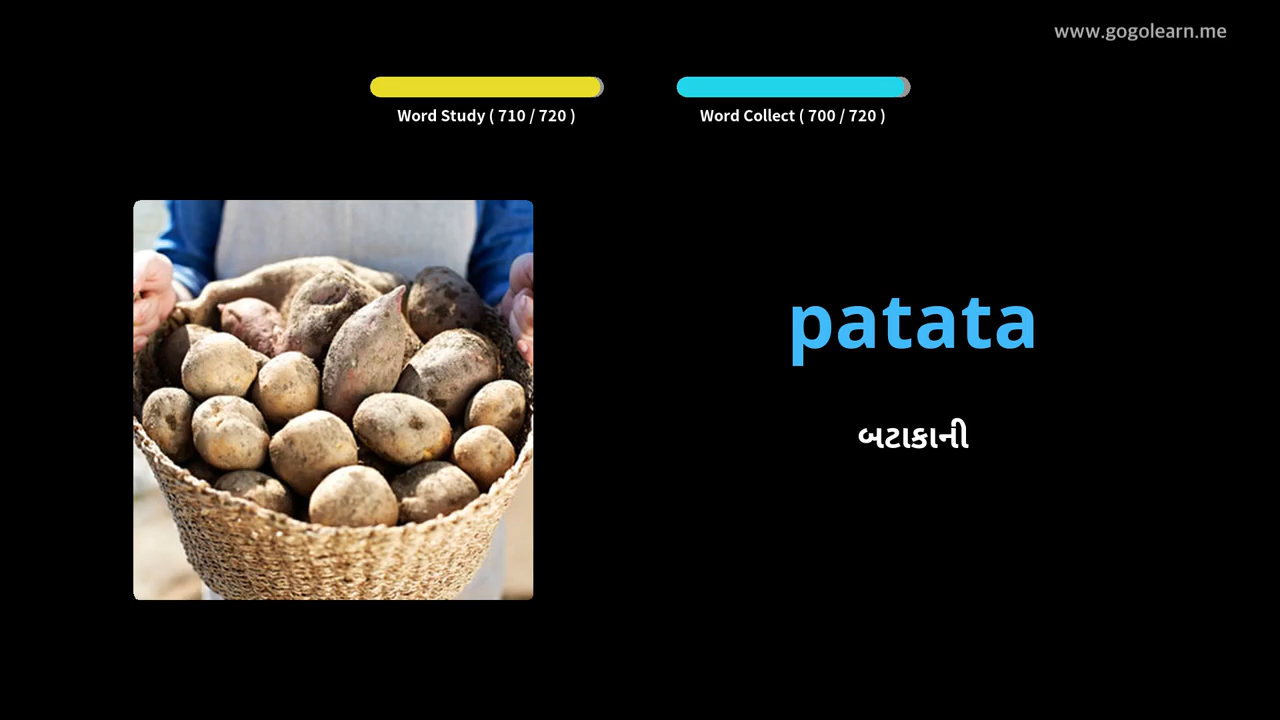 www.gogolearn.me
Word Study ( 710 / 720 )
Word Collect ( 700 / 720 )
patata
બટાકાની